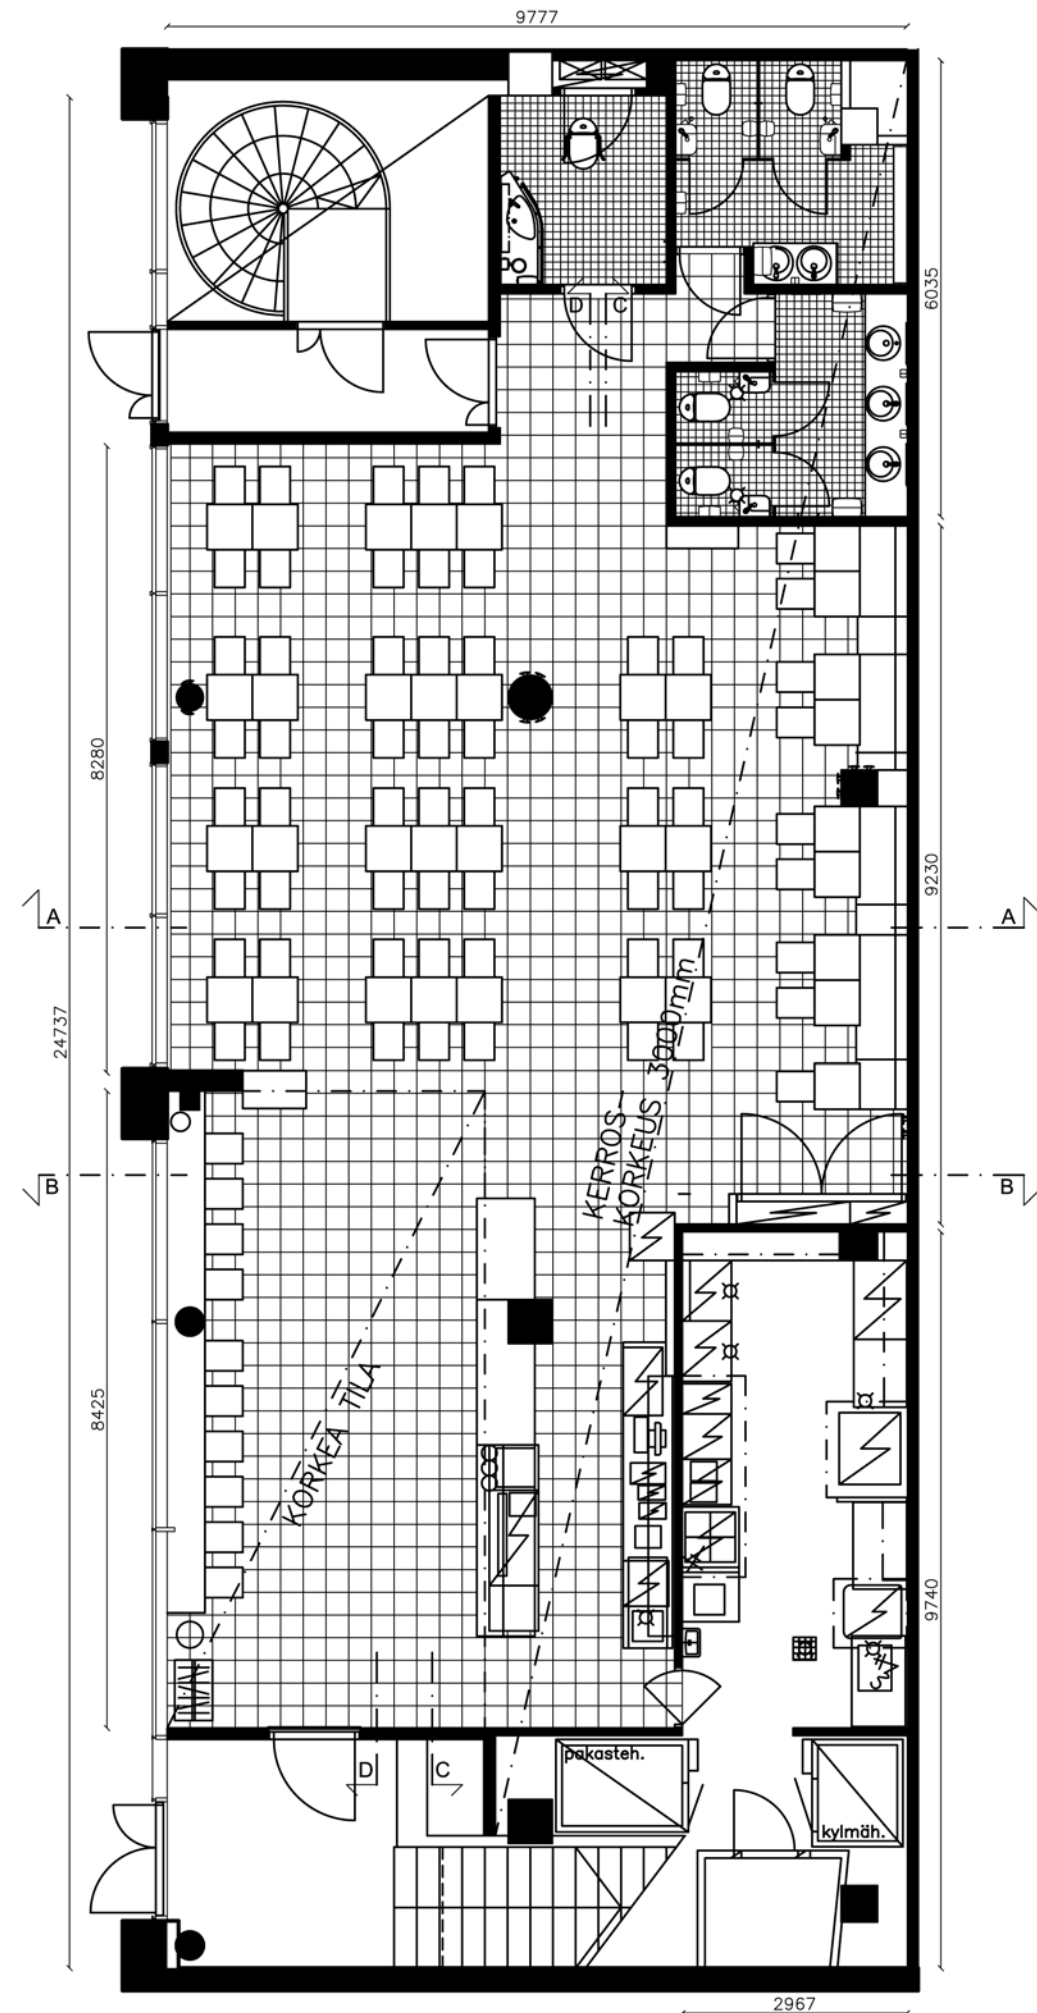 9777
6035
D C
8280
9230
A
A
24737
KERROS-
KORKEUS 3000mm
B
B
KORKEA TILA
8425
9740
D
C
pakasteh.
kylmäh.
2967